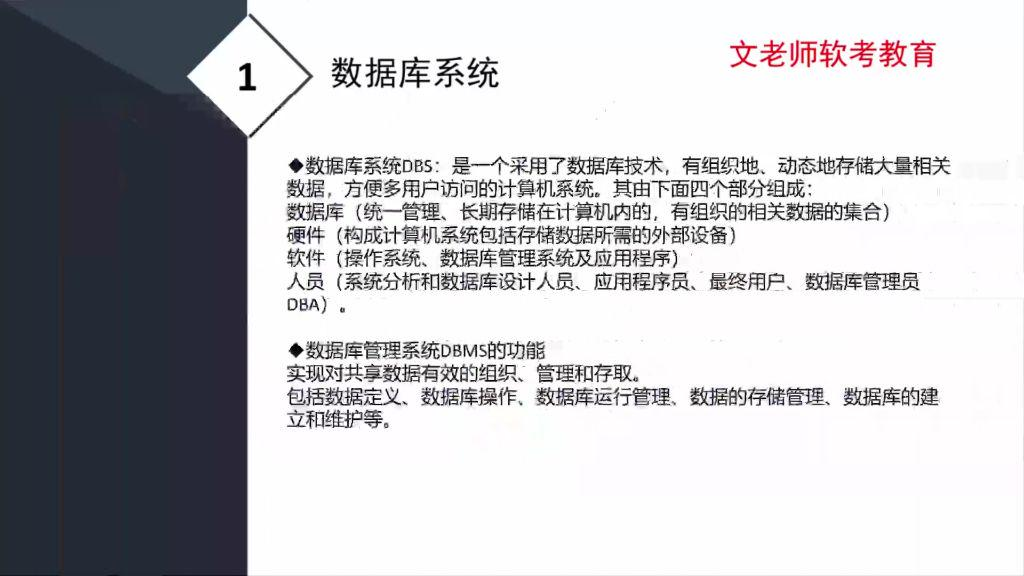 1
数据库系统
文老师软考教育
◆数据库系统DBS：是一个采用了数据库技术，有组织地、动态地存储大量相关
数据，方便多用户访问的计算机系统。其由下面四个部分组成：
数据库（统一管理、长期存储在计算机内的，有组织的相关数据的集合）
硬件（构成计算机系统包括存储数据所需的外部设备）
软件（操作系统、数据库管理系统及应用程序）
人员（系统分析和数据库设计人员、应用程序员、最终用户、数据库管理员
DBA）。
◆数据库管理系统DBMS的功能
实现对共享数据有效的组织、管理和存取。
包括数据定义、数据库操作、数据库运行管理、数据的存储管理、数据库的建
立和维护等。